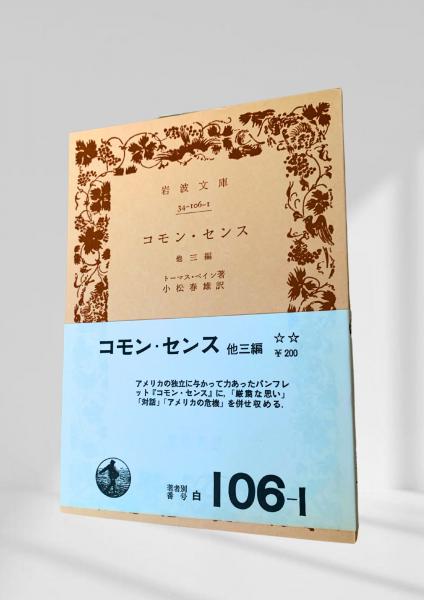 岩波文庫
34-106-1
コモン・センス
他三編
トーマス・ペイン著
小松春雄訳
コモン・センス 他三編 ☆☆ ¥200
アメリカの独立に与かって力あったパンフレ
ット『コモン・センス』に,「厳粛な思い」
「対話」「アメリカの危機」を併せ収める.
著者別番号 白 106-1